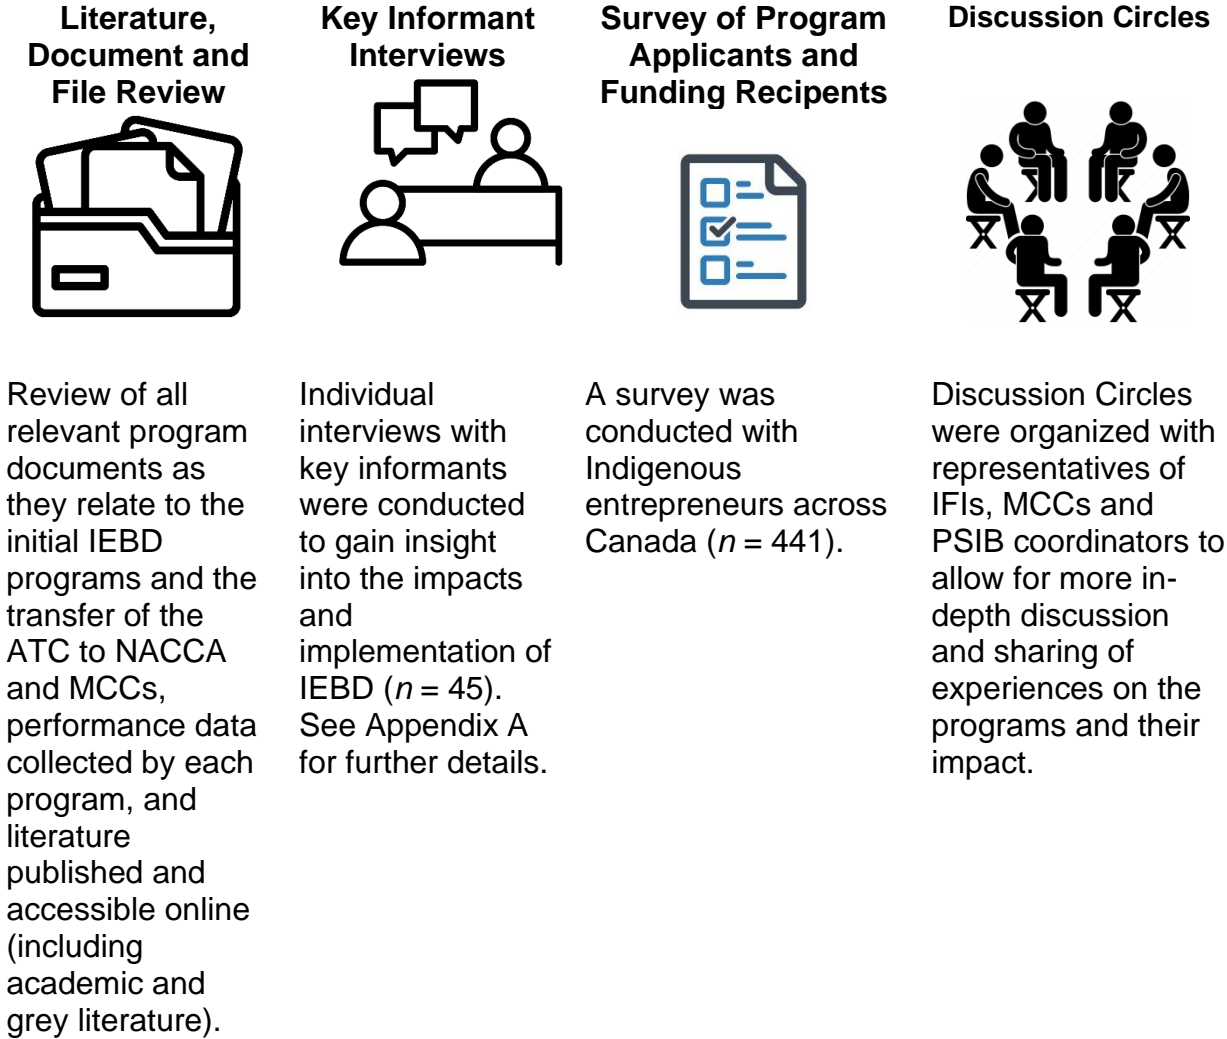 Literature,
Document and
File Review
Key Informant
Interviews
Survey of Program
Applicants and
Funding Recipents
Discussion Circles
Review of all
relevant program
documents as
they relate to the
initial IEBD
programs and the
transfer of the
ATC to NACCA
and MCCs,
performance data
collected by each
program, and
literature
published and
accessible online
(including
academic and
grey literature).
Individual
interviews with
key informants
were conducted
to gain insight
into the impacts
and
implementation of
IEBD (n = 45).
See Appendix A
for further details.
A survey was
conducted with
Indigenous
entrepreneurs across
Canada (n = 441).
Discussion Circles
were organized with
representatives of
IFIs, MCCs and
PSIB coordinators to
allow for more in-
depth discussion
and sharing of
experiences on the
programs and their
impact.